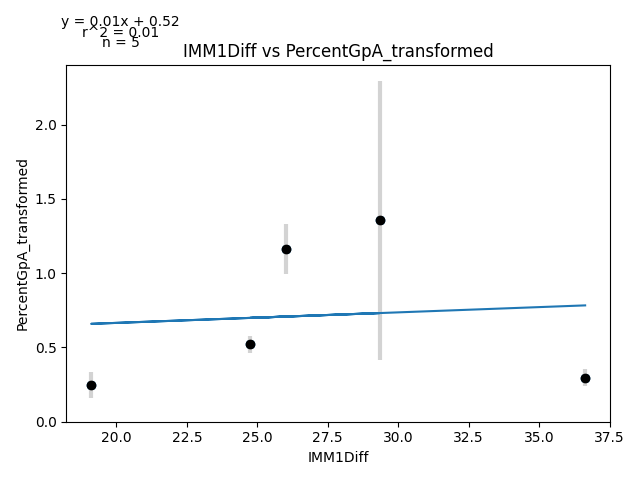 y = 0.01x + 0.52
r^2 = 0.01
n = 5
IMM1Diff vs PercentGpA_transformed
PercentGpA_transformed
2.0
1.5
1.0
0.5
0.0
20.0 22.5 25.0 27.5 30.0 32.5 35.0 37.5
IMM1Diff